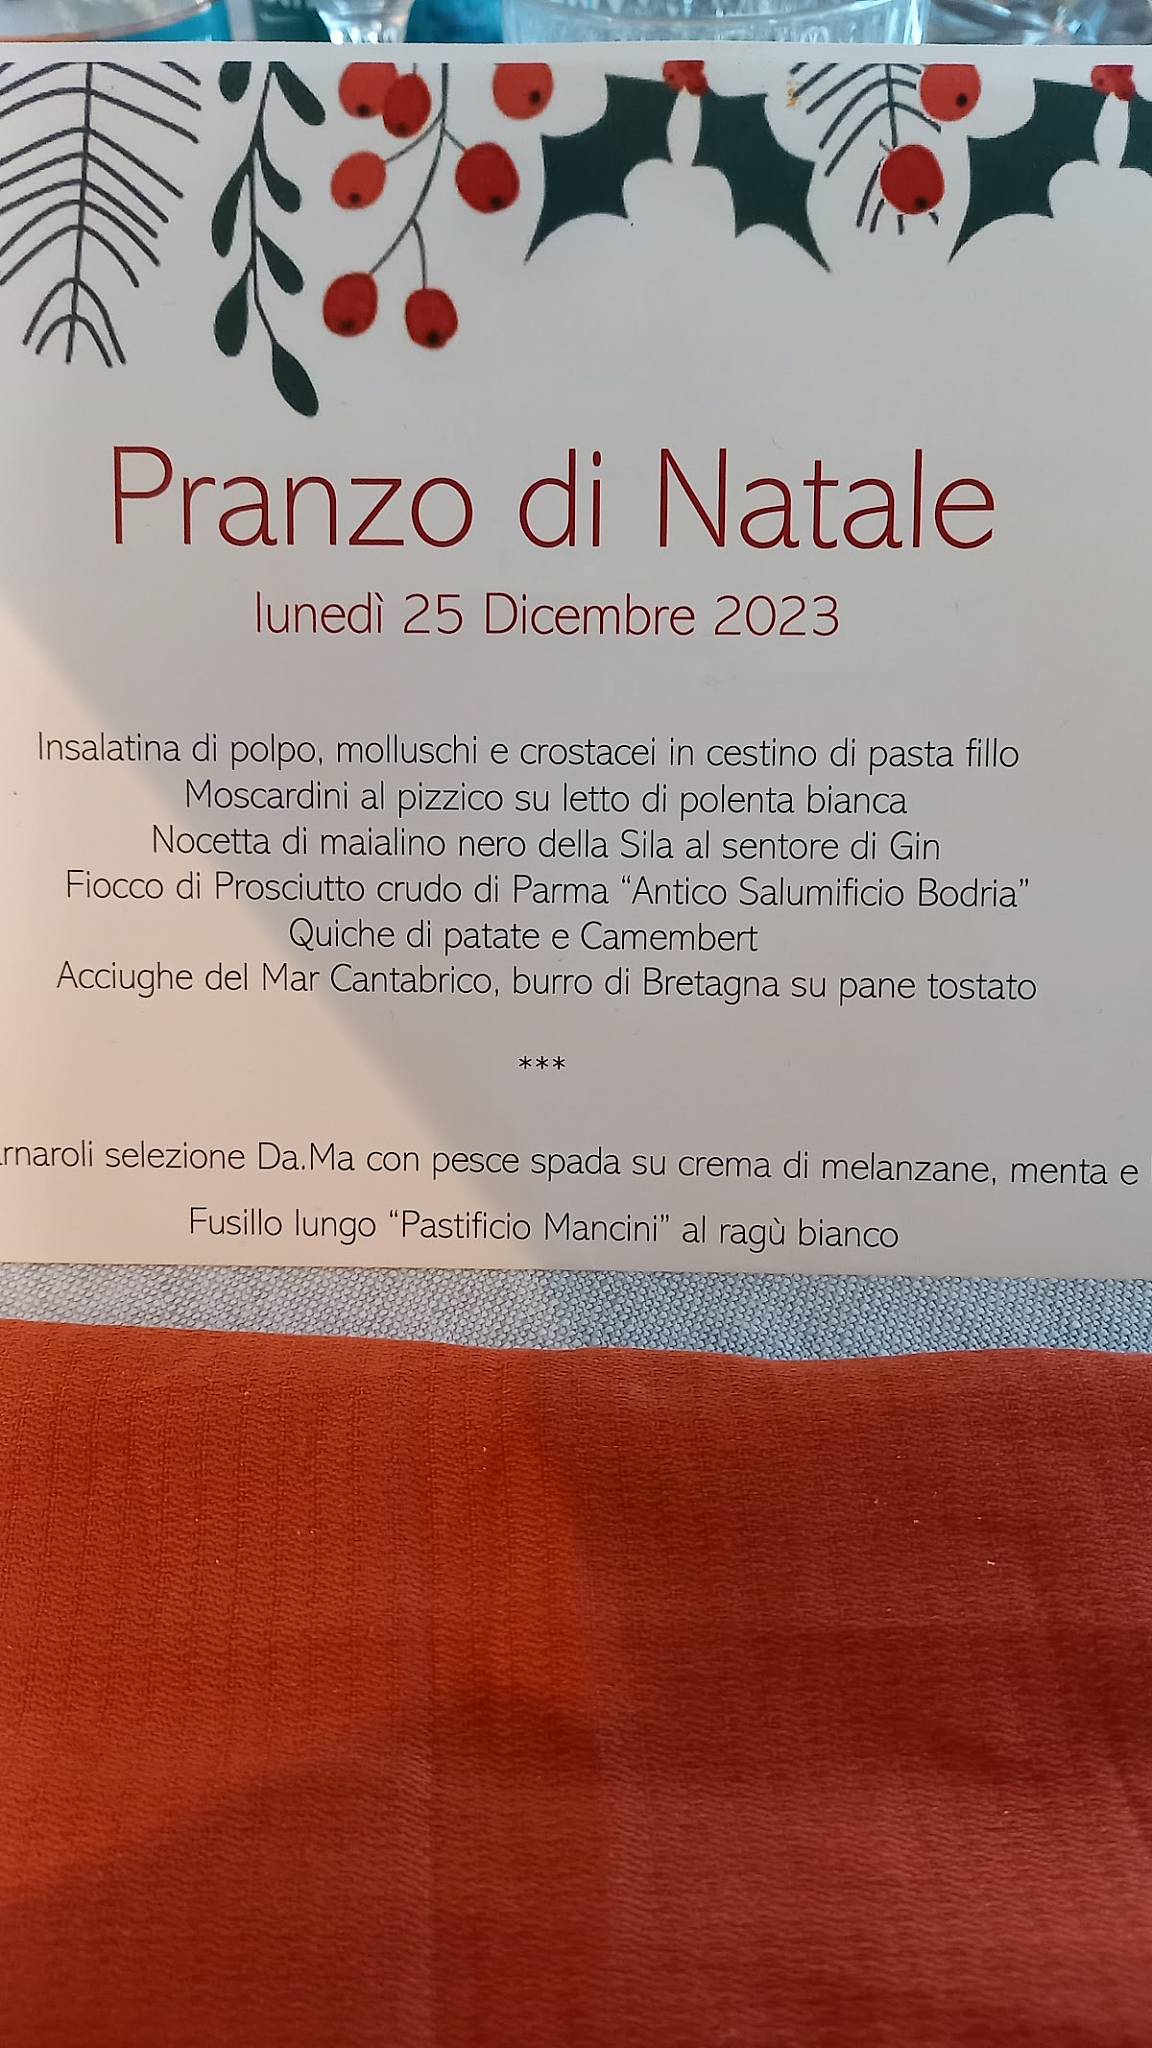 Pranzo di Natale
lunedì 25 Dicembre 2023
Insalatina di polpo, molluschi e crostacei in cestino di pasta fillo
Moscardini al pizzico su letto di polenta bianca
Nocetta di maialino nero della Sila al sentore di Gin
Fiocco di Prosciutto crudo di Parma “Antico Salumificio Bodria”
Quiche di patate e Camembert
Acciughe del Mar Cantabrico, burro di Bretagna su pane tostato
***
rnaroli selezione Da.Ma con pesce spada su crema di melanzane, menta e
Fusillo lungo “Pastificio Mancini” al ragù bianco